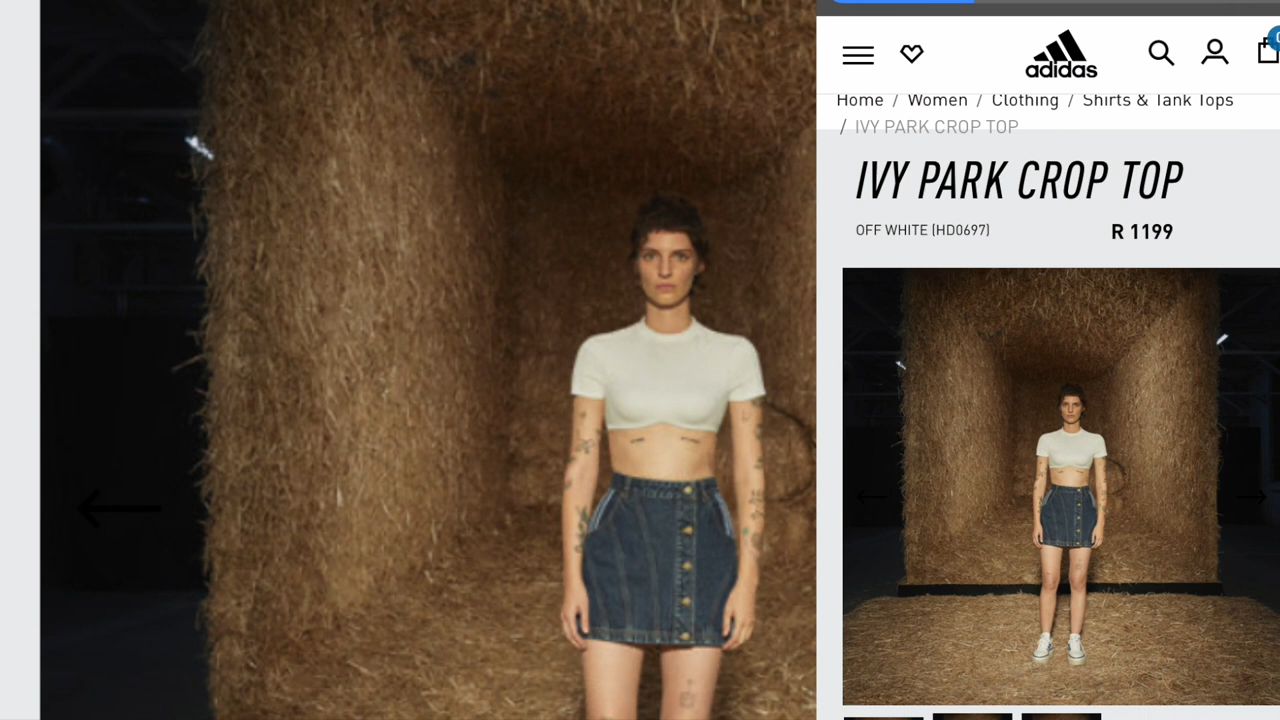 adidas
Home / Women / Clothing / Shirts & Tank Tops
/ IVY PARK CROP TOP
IVY PARK CROP TOP
OFF WHITE (HD0697)
R 1199